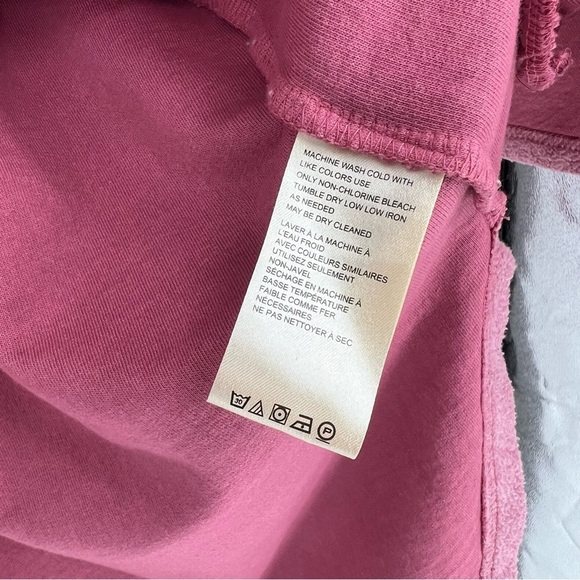 MACHINE WASH COLD WITH
LIKE COLORS USE
ONLY NON-CHLORINE BLEACH
TUMBLE DRY LOW LOW IRON
AS NEEDED
MAY BE DRY CLEANED
LAVER À LA MACHINE À
L'EAU FROID
AVEC COULEURS SIMILAIRES
UTILISEZ SEULEMENT
NON-JAVEL
SÉCHAGE EN MACHINE À
BASSE TEMPÉRATURE
FAIBLE COMME FER
NÉCESSAIRES
NE PAS NETTOYER À SEC
30 P